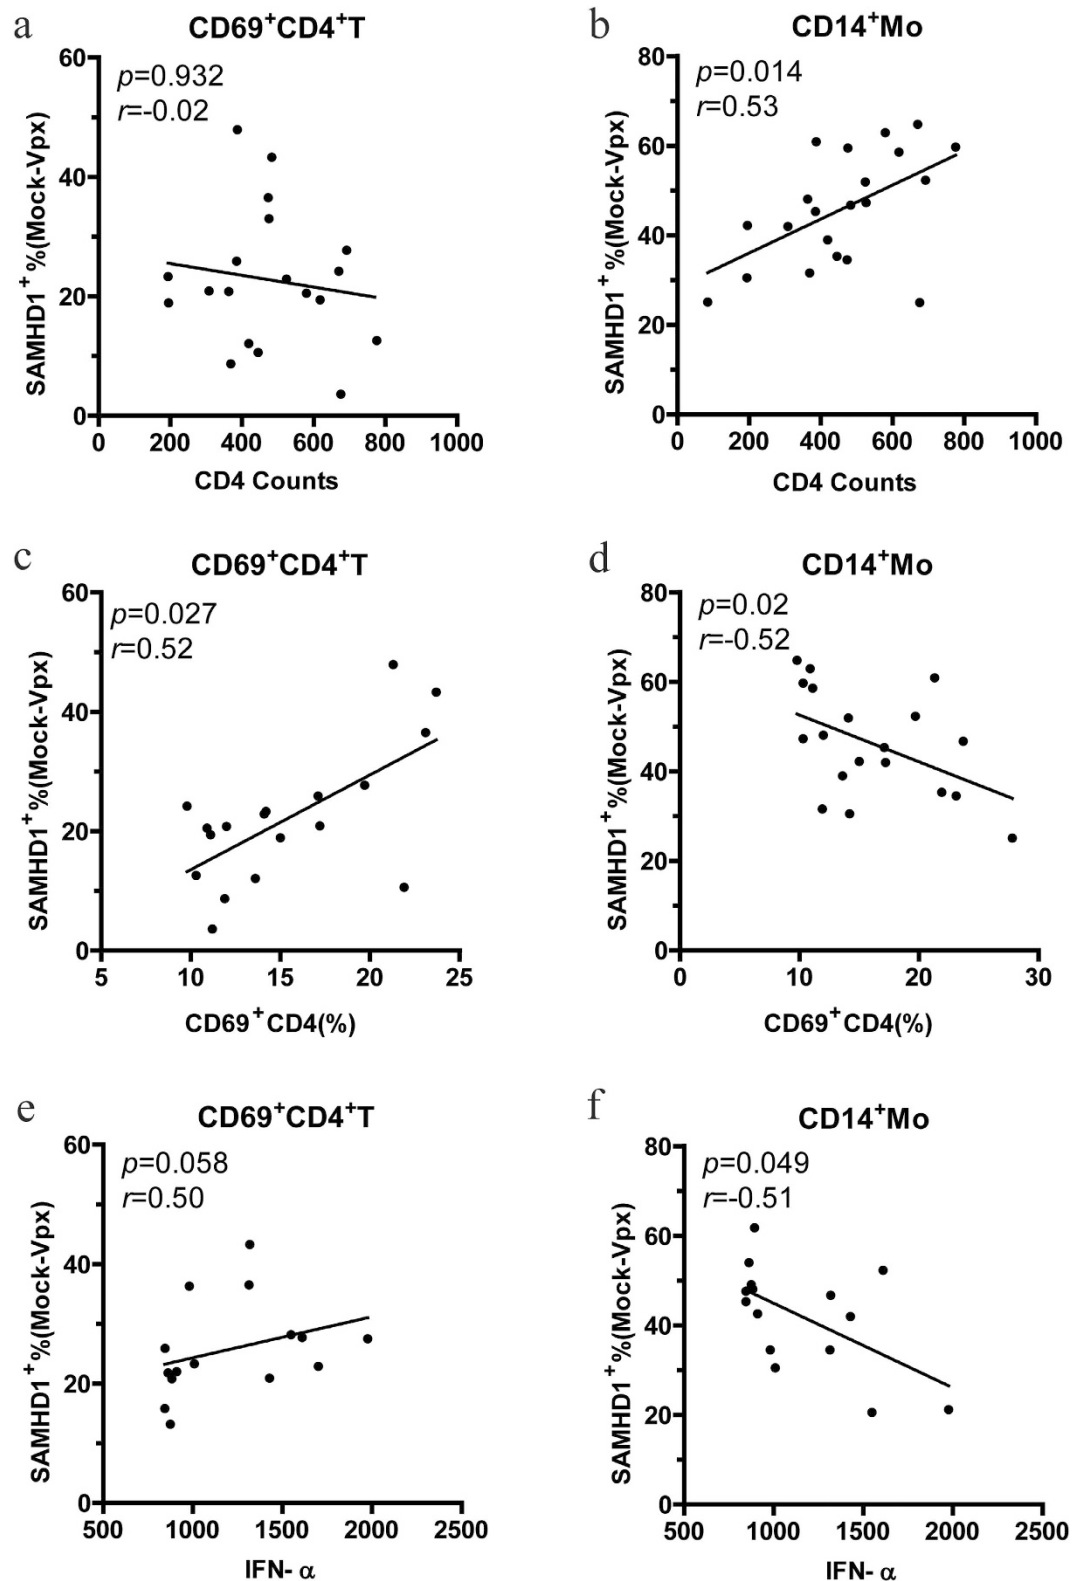 a
CD69+CD4+T
p=0.932
r=-0.02
SAMHD1+%(Mock-Vpx)
60
40
20
0
0 200 400 600 800 1000
CD4 Counts
b
CD14+Mo
p=0.014
r=0.53
SAMHD1+%(Mock-Vpx)
80
60
40
20
0
0 200 400 600 800 1000
CD4 Counts
c
CD69+CD4+T
p=0.027
r=0.52
SAMHD1+%(Mock-Vpx)
60
40
20
0
5 10 15 20 25
CD69+CD4(%)
d
CD14+Mo
p=0.02
r=-0.52
SAMHD1+%(Mock-Vpx)
80
60
40
20
0
0 10 20 30
CD69+CD4(%)
e
CD69+CD4+T
p=0.058
r=0.50
SAMHD1+%(Mock-Vpx)
60
40
20
0
500 1000 1500 2000 2500
IFN- α
f
CD14+Mo
p=0.049
r=-0.51
SAMHD1+%(Mock-Vpx)
80
60
40
20
0
500 1000 1500 2000 2500
IFN- α